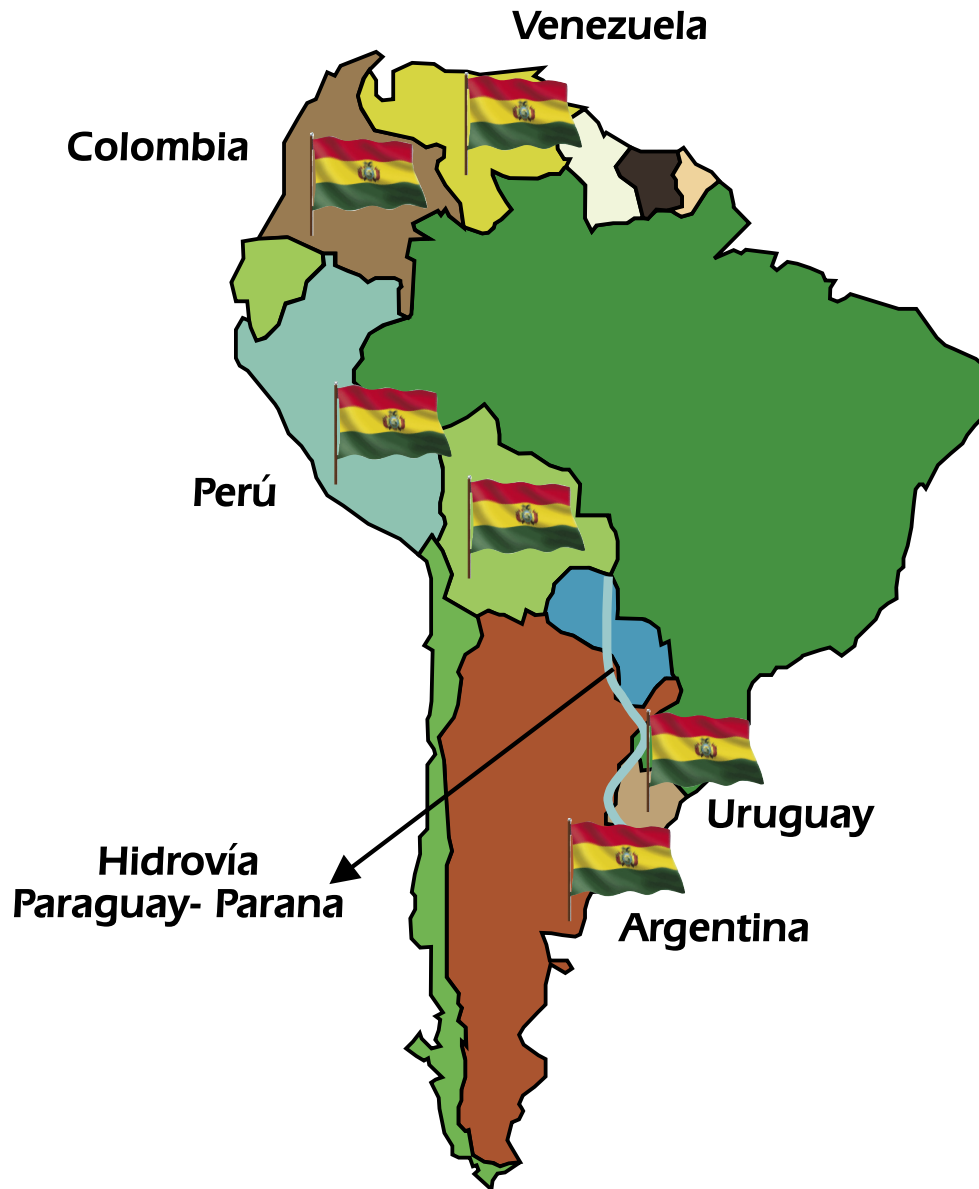 Venezuela
Colombia
Perú
Uruguay
Hidrovía
Paraguay- Parana
Argentina